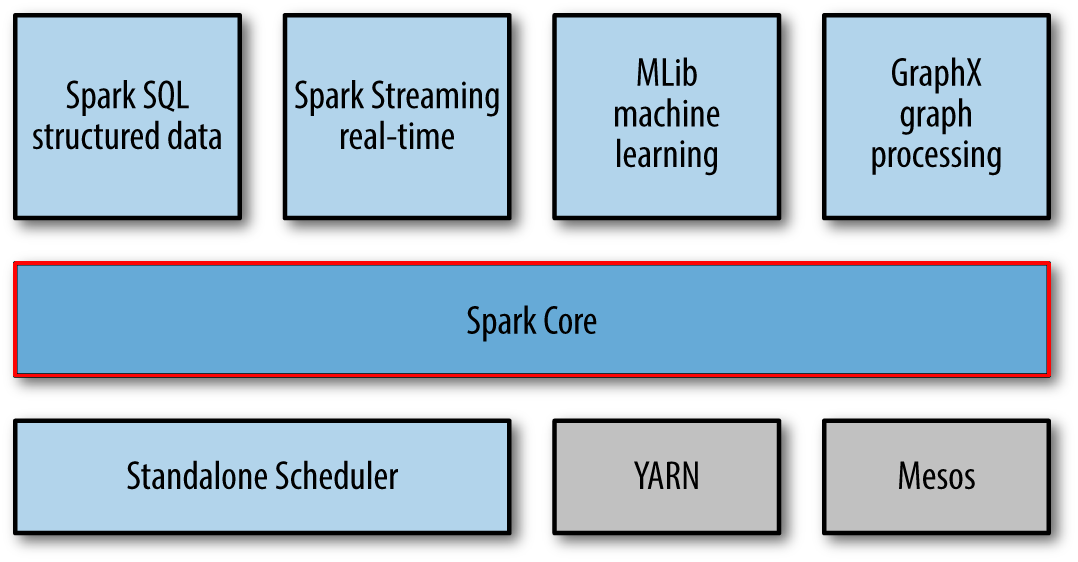 Spark SQL
structured data
Spark Streaming
real-time
MLib
machine
learning
GraphX
graph
processing
Spark Core
Standalone Scheduler
YARN
Mesos